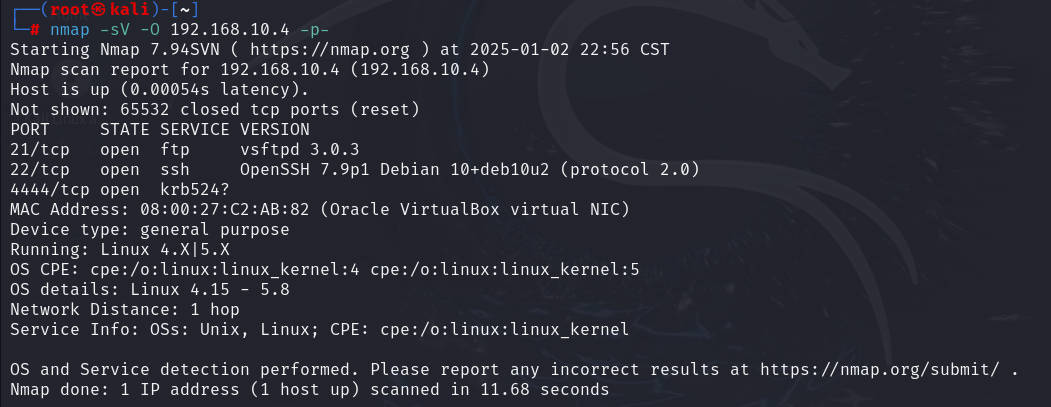 ┌──(root㉿kali)-[~]
└─# nmap -sV -O 192.168.10.4 -p-
Starting Nmap 7.94SVN ( https://nmap.org ) at 2025-01-02 22:56 CST
Nmap scan report for 192.168.10.4 (192.168.10.4)
Host is up (0.00054s latency).
Not shown: 65532 closed tcp ports (reset)
PORT     STATE SERVICE VERSION
21/tcp   open  ftp     vsftpd 3.0.3
22/tcp   open  ssh     OpenSSH 7.9p1 Debian 10+deb10u2 (protocol 2.0)
4444/tcp open  krb524?
MAC Address: 08:00:27:C2:AB:82 (Oracle VirtualBox virtual NIC)
Device type: general purpose
Running: Linux 4.X|5.X
OS CPE: cpe:/o:linux:linux_kernel:4 cpe:/o:linux:linux_kernel:5
OS details: Linux 4.15 - 5.8
Network Distance: 1 hop
Service Info: OSs: Unix, Linux; CPE: cpe:/o:linux:linux_kernel

OS and Service detection performed. Please report any incorrect results at https://nmap.org/submit/ .
Nmap done: 1 IP address (1 host up) scanned in 11.68 seconds